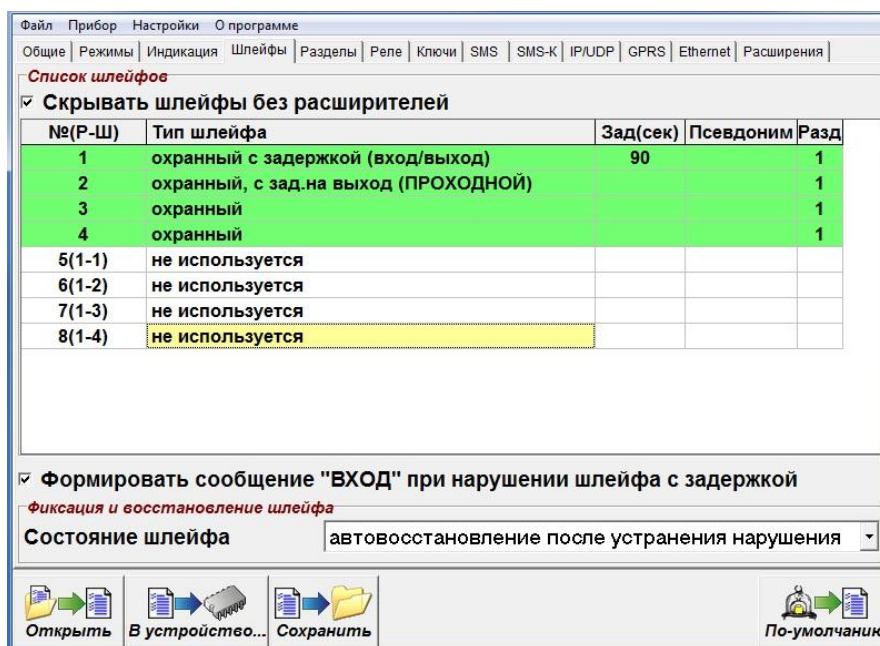 Файл Прибор Настройки О программе
Общие Режимы Индикация Шлейфы Разделы Реле Ключи SMS SMS-K IP/UDP GPRS Ethernet Расширения
Список шлейфов
Скрывать шлейфы без расширителей
№(Р-Ш) Тип шлейфа Зад(сек) Псевдоним Разд
1 охранный с задержкой (вход/выход) 90 1
2 охранный, с зад.на выход (ПРОХОДНОЙ) 1
3 охранный 1
4 охранный 1
5(1-1) не используется
6(1-2) не используется
7(1-3) не используется
8(1-4) не используется
Формировать сообщение "ВХОД" при нарушении шлейфа с задержкой
Фиксация и восстановление шлейфа
Состояние шлейфа автовосстановление после устранения нарушения
Открыть В устройство... Сохранить По-умолчанию